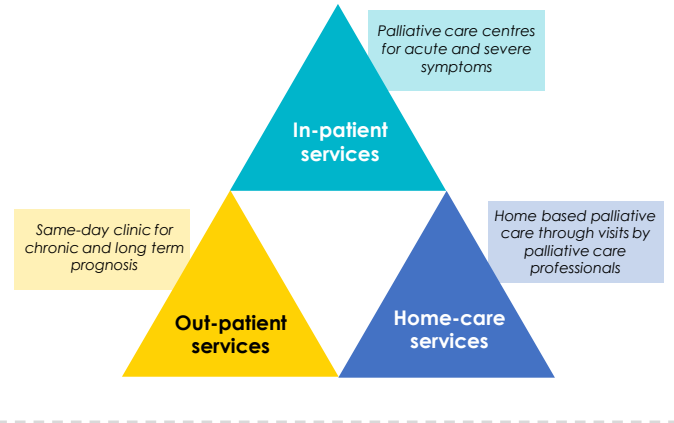 Palliative care centres
for acute and severe
symptoms
In-patient
services
Same-day clinic for
chronic and long term
prognosis
Home based palliative
care through visits by
palliative care
professionals
Out-patient
services
Home-care
services